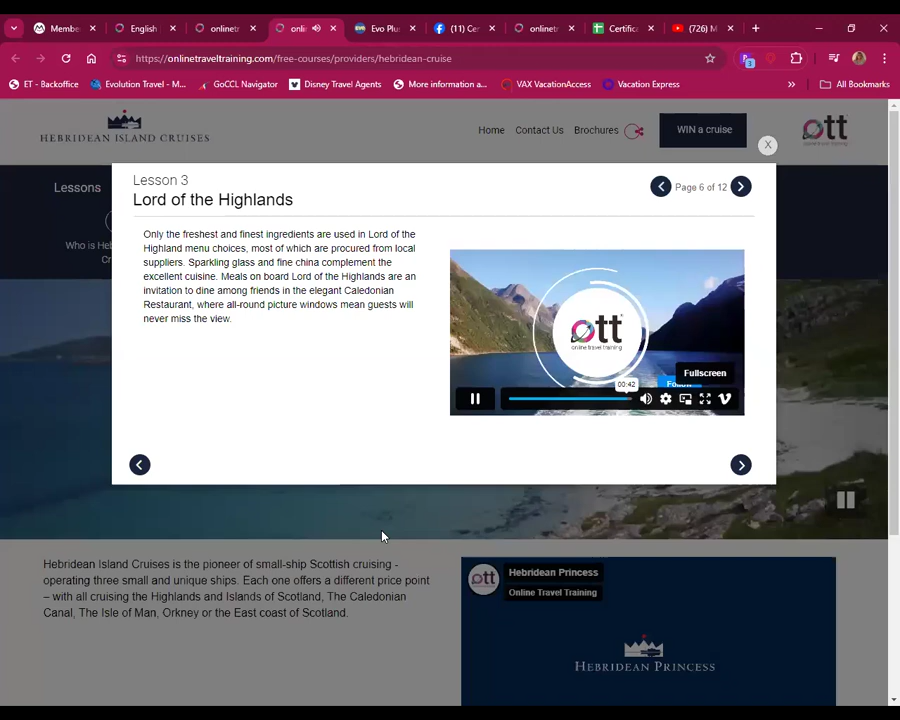 Membe
English
onlinetr
onli
Evo Plu
(11) Cer
onlinetr
Certifica
(726) M
https://onlinetraveltraining.com/free-courses/providers/hebridean-cruise
3
ET - Backoffice
Evolution Travel - M...
GoCCL Navigator
Disney Travel Agents
More information a...
VAX VacationAccess
Vacation Express
»
All Bookmarks
HEBRIDEAN ISLAND CRUISES
Home
Contact Us
Brochures
WIN a cruise
ott
Lessons
X
Lesson 3
Page 6 of 12
Lord of the Highlands
Who is Heb
Cr
Only the freshest and finest ingredients are used in Lord of the
Highland menu choices, most of which are procured from local
suppliers. Sparkling glass and fine china complement the
excellent cuisine. Meals on board Lord of the Highlands are an
invitation to dine among friends in the elegant Caledonian
Restaurant, where all-round picture windows mean guests will
never miss the view.
ott
online travel training
Fullscreen
00:42
Hebridean Island Cruises is the pioneer of small-ship Scottish cruising -
operating three small and unique ships. Each one offers a different price point
– with all cruising the Highlands and Islands of Scotland, The Caledonian
Canal, The Isle of Man, Orkney or the East coast of Scotland.
ott
Hebridean Princess
Online Travel Training
HEBRIDEAN PRINCESS